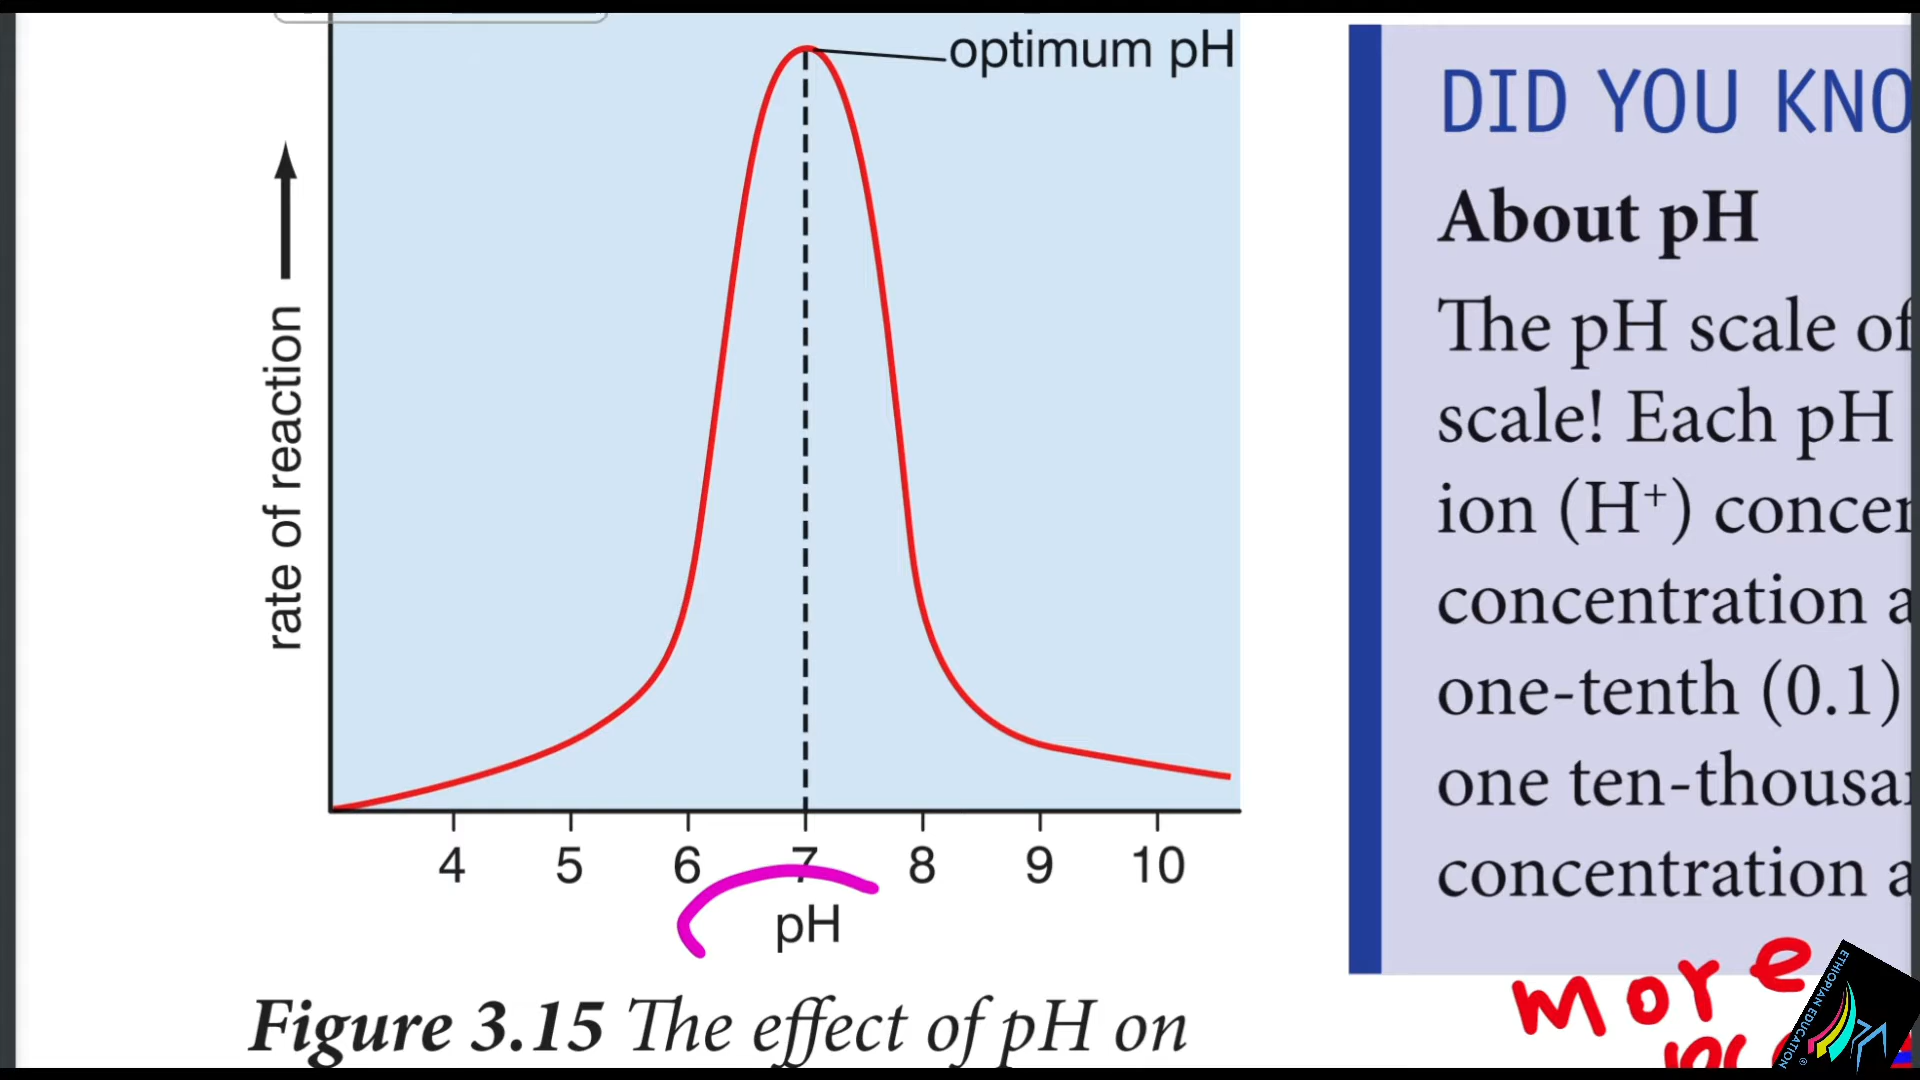 optimum pH
rate of reaction
4 5 6 7 8 9 10
pH
Figure 3.15 The effect of pH on
DID YOU KNO
About pH
The pH scale of
scale! Each pH
ion (H⁺) concer
concentration a
one-tenth (0.1)
one ten-thousa
concentration a
more
ETHIOPIAN EDUCATION